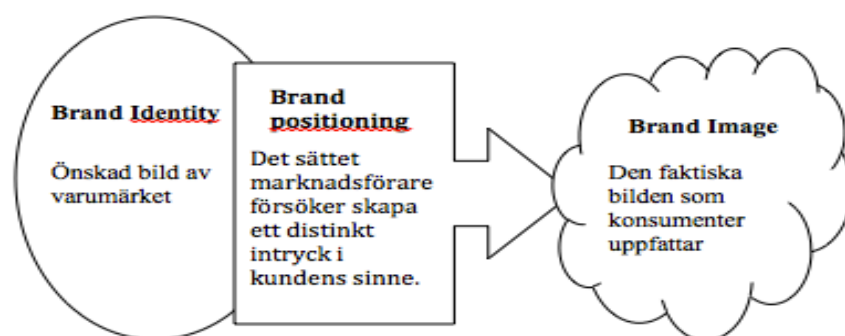 Brand Identity
Önskad bild av
varumärket
Brand
positioning
Det sättet
marknadsförare
försöker skapa
ett distinkt
intryck i
kundens sinne.
Brand Image
Den faktiska
bilden som
konsumenter
uppfattar